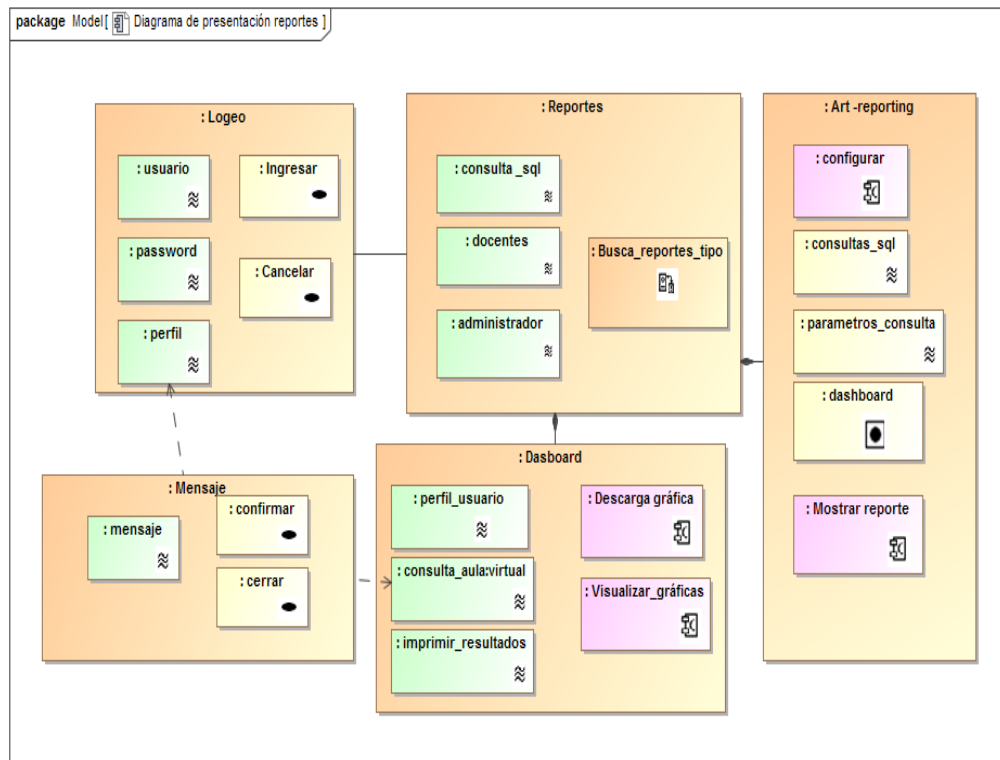 package Model[ Diagrama de presentación reportes ]
: Logeo
: usuario
: Ingresar
: password
: Cancelar
: perfil
: Reportes
: consulta _sql
: docentes
: Busca_reportes_tipo
: administrador
: Art -reporting
: configurar
: consultas_sql
: parametros_consulta
: dashboard
: Mostrar reporte
: Mensaje
: mensaje
: confirmar
: cerrar
: Dasboard
: perfil_usuario
: Descarga gráfica
: consulta_aula:virtual
: Visualizar_gráficas
: imprimir_resultados